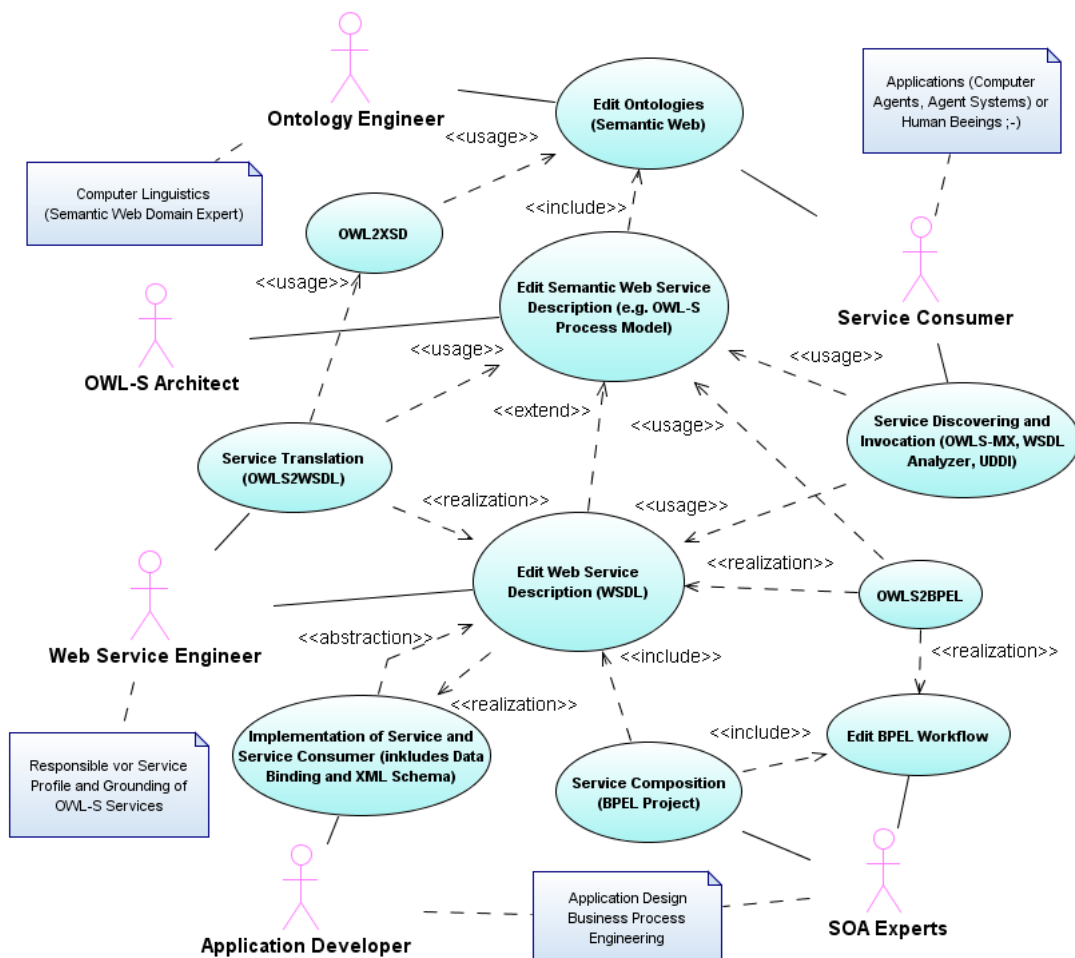 Edit Ontologies
(Semantic Web)
Applications (Computer
Agents, Agent Systems) or
Human Beeings ;-)
Ontology Engineer
<<usage>>
Computer Linguistics
(Semantic Web Domain Expert)
<<include>>
OWL2XSD
<<usage>>
Edit Semantic Web Service
Description (e.g. OWL-S
Process Model)
Service Consumer
OWL-S Architect
<<usage>>
<<usage>>
<<extend>>
<<usage>>
Service Discovering and
Invocation (OWLS-MX, WSDL
Analyzer, UDDI)
Service Translation
(OWLS2WSDL)
<<realization>>
<<usage>>
Edit Web Service
Description (WSDL)
<<realization>>
OWLS2BPEL
Web Service Engineer
<<abstraction>>
<<include>>
<<realization>>
<<realization>>
Implementation of Service and
Service Consumer (inkludes Data
Binding and XML Schema)
<<include>>
Edit BPEL Workflow
Responsible vor Service
Profile and Grounding of
OWL-S Services
Service Composition
(BPEL Project)
Application Design
Business Process
Engineering
Application Developer
SOA Experts